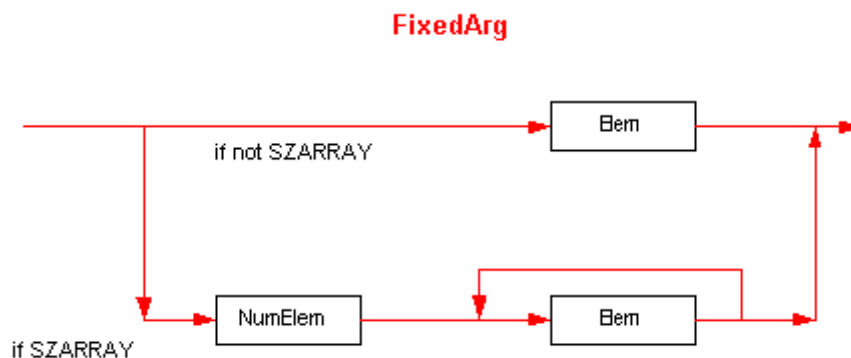 FixedArg
Elem
if not SZARRAY
NumElem
Elem
if SZARRAY